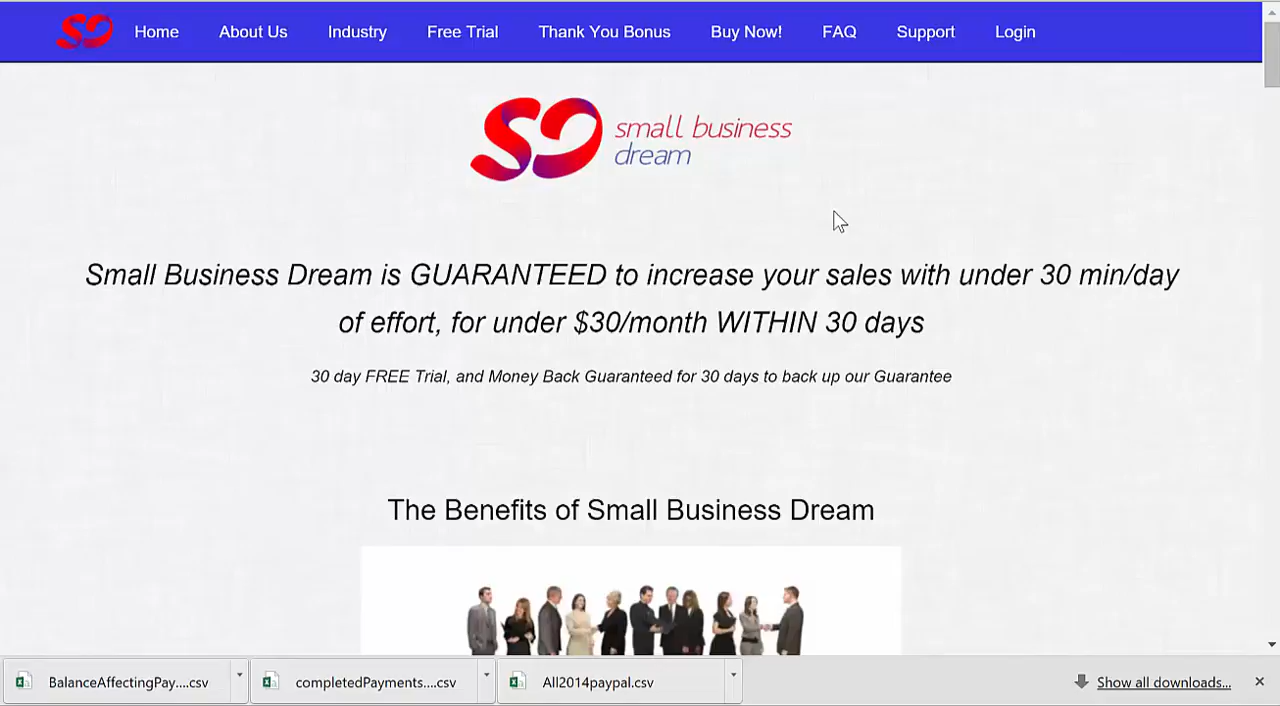 Home About Us Industry Free Trial Thank You Bonus Buy Now! FAQ Support Login
small business
dream
Small Business Dream is GUARANTEED to increase your sales with under 30 min/day
of effort, for under $30/month WITHIN 30 days
30 day FREE Trial, and Money Back Guaranteed for 30 days to back up our Guarantee
The Benefits of Small Business Dream
BalanceAffectingPay....csv completedPayments....csv All2014paypal.csv Show all downloads...